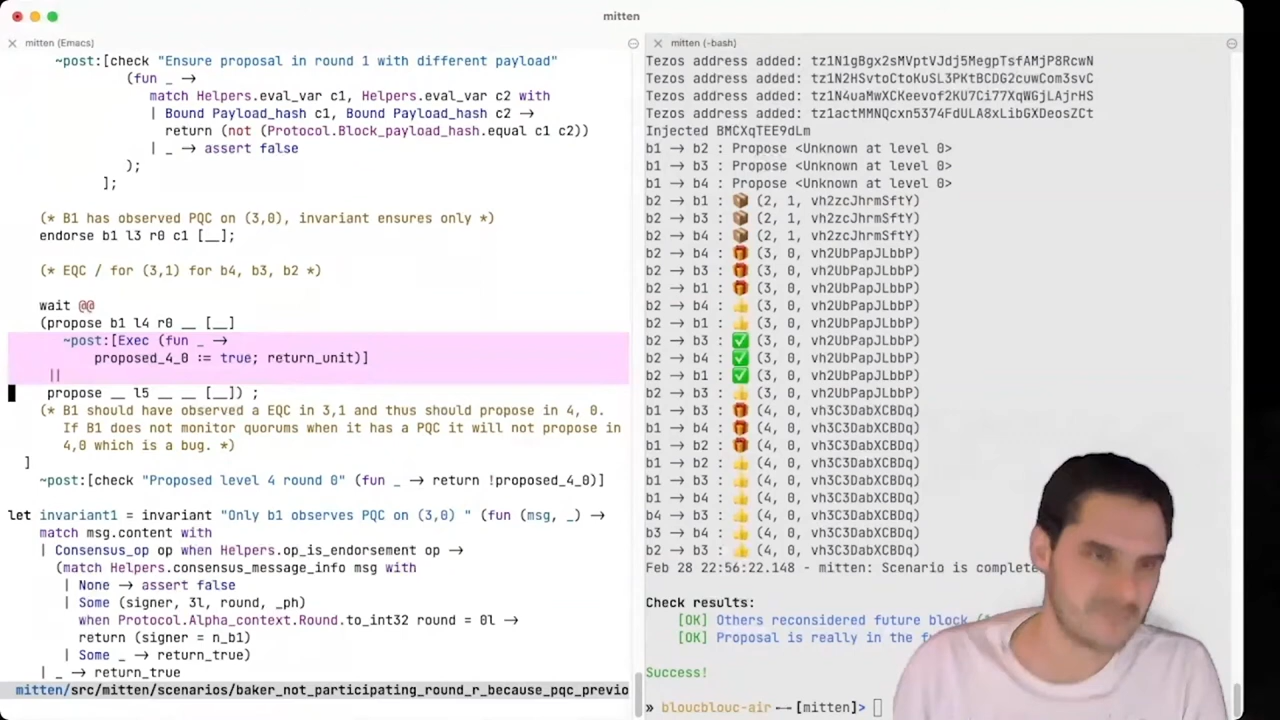 mitten
mitten (Emacs)
~post:[check "Ensure proposal in round 1 with different payload"
(fun _ →
match Helpers.eval_var c1, Helpers.eval_var c2 with
| Bound Payload_hash c1, Bound Payload_hash c2 →
return (not (Protocol.Block_payload_hash.equal c1 c2))
| _ → assert false
);
];
(* B1 has observed PQC on (3,0), invariant ensures only *)
endorse b1 l3 r0 c1 [__];
(* EQC / for (3,1) for b4, b3, b2 *)
wait @@
(propose b1 l4 r0 __ [__]
~post:[Exec (fun _ →
proposed_4_0 := true; return_unit)]
||
propose __ l5 __ __ [__]) ;
(* B1 should have observed a EQC in 3,1 and thus should propose in 4, 0.
If B1 does not monitor quorums when it has a PQC it will not propose in
4,0 which is a bug. *)
]
~post:[check "Proposed level 4 round 0" (fun _ → return !proposed_4_0)]
let invariant1 = invariant "Only b1 observes PQC on (3,0) " (fun (msg, _) →
match msg.content with
| Consensus_op op when Helpers.op_is_endorsement op →
(match Helpers.consensus_message_info msg with
| None → assert false
| Some (signer, 3l, round, _ph)
when Protocol.Alpha_context.Round.to_int32 round = 0l →
return (signer = n_b1)
| Some _ → return_true)
| _ → return_true
mitten/src/mitten/scenarios/baker_not_participating_round_r_because_pqc_previo
mitten (-bash)
Tezos address added: tz1N1gBgx2sMVptVJdj5MegpTsfAMjP8RcwN
Tezos address added: tz1N2HSvtoCtoKuSL3PKtBCDG2cuwCom3svC
Tezos address added: tz1N4uaMwXCKeevof2KU7Ci77XqWGjLAjrHS
Tezos address added: tz1actMMNQcxn5374FdULA8xLibGXDeosZCt
Injected BMCXqTEE9dLm
b1 → b2 : Propose <Unknown at level 0>
b1 → b3 : Propose <Unknown at level 0>
b1 → b4 : Propose <Unknown at level 0>
b2 → b1 : 📦 (2, 1, vh2zcJhrmSftY)
b2 → b3 : 📦 (2, 1, vh2zcJhrmSftY)
b2 → b4 : 📦 (2, 1, vh2zcJhrmSftY)
b2 → b4 : 🎁 (3, 0, vh2UbPapJLbbP)
b2 → b3 : 🎁 (3, 0, vh2UbPapJLbbP)
b2 → b1 : 🎁 (3, 0, vh2UbPapJLbbP)
b2 → b4 : 👍 (3, 0, vh2UbPapJLbbP)
b2 → b1 : 👍 (3, 0, vh2UbPapJLbbP)
b2 → b3 : ✅ (3, 0, vh2UbPapJLbbP)
b2 → b4 : ✅ (3, 0, vh2UbPapJLbbP)
b2 → b1 : ✅ (3, 0, vh2UbPapJLbbP)
b2 → b3 : 👍 (3, 0, vh2UbPapJLbbP)
b1 → b3 : 🎁 (4, 0, vh3C3DabXCBDq)
b1 → b4 : 🎁 (4, 0, vh3C3DabXCBDq)
b1 → b2 : 🎁 (4, 0, vh3C3DabXCBDq)
b1 → b2 : 👍 (4, 0, vh3C3DabXCBDq)
b1 → b3 : 👍 (4, 0, vh3C3DabXCBDq)
b1 → b4 : 👍 (4, 0, vh3C3DabXCBDq)
b4 → b3 : 👍 (4, 0, vh3C3DabXCBDq)
b3 → b4 : 👍 (4, 0, vh3C3DabXCBDq)
b2 → b3 : 👍 (4, 0, vh3C3DabXCBDq)
Feb 28 22:56:22.148 - mitten: Scenario is complete
Check results:
[OK] Others reconsidered future block
[OK] Proposal is really in the
Success!
» bloucblouc-air —— [mitten]>